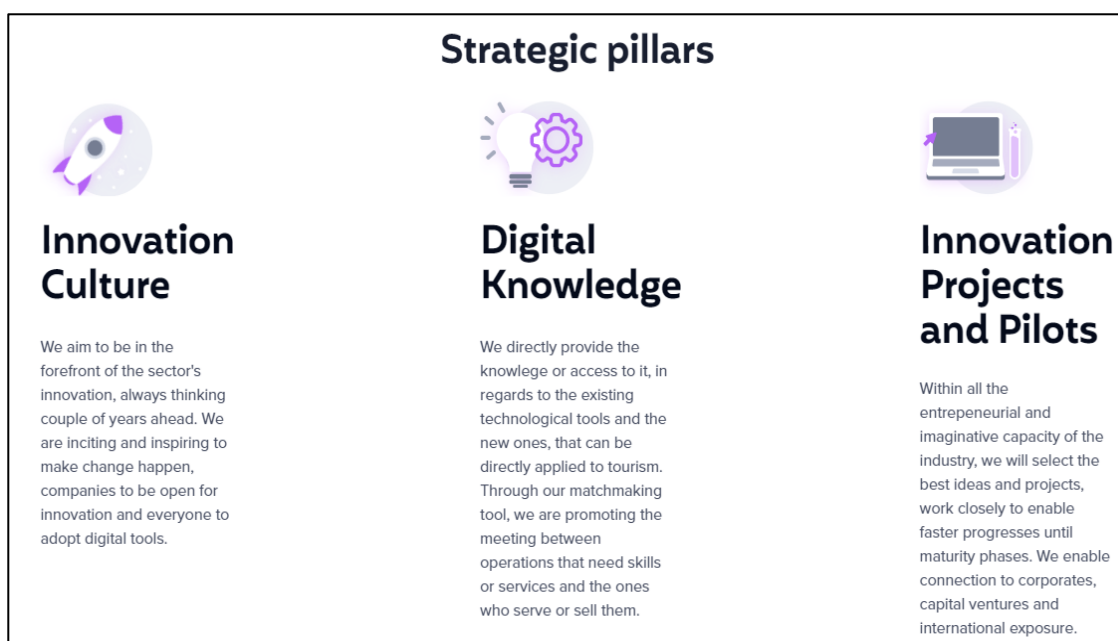 Strategic pillars
Innovation
Culture
We aim to be in the
forefront of the sector's
innovation, always thinking
couple of years ahead. We
are inciting and inspiring to
make change happen,
companies to be open for
innovation and everyone to
adopt digital tools.
Digital
Knowledge
We directly provide the
knowlege or access to it, in
regards to the existing
technological tools and the
new ones, that can be
directly applied to tourism.
Through our matchmaking
tool, we are promoting the
meeting between
operations that need skills
or services and the ones
who serve or sell them.
Innovation
Projects
and Pilots
Within all the
entrepeneurial and
imaginative capacity of the
industry, we will select the
best ideas and projects,
work closely to enable
faster progresses until
maturity phases. We enable
connection to corporates,
capital ventures and
international exposure.